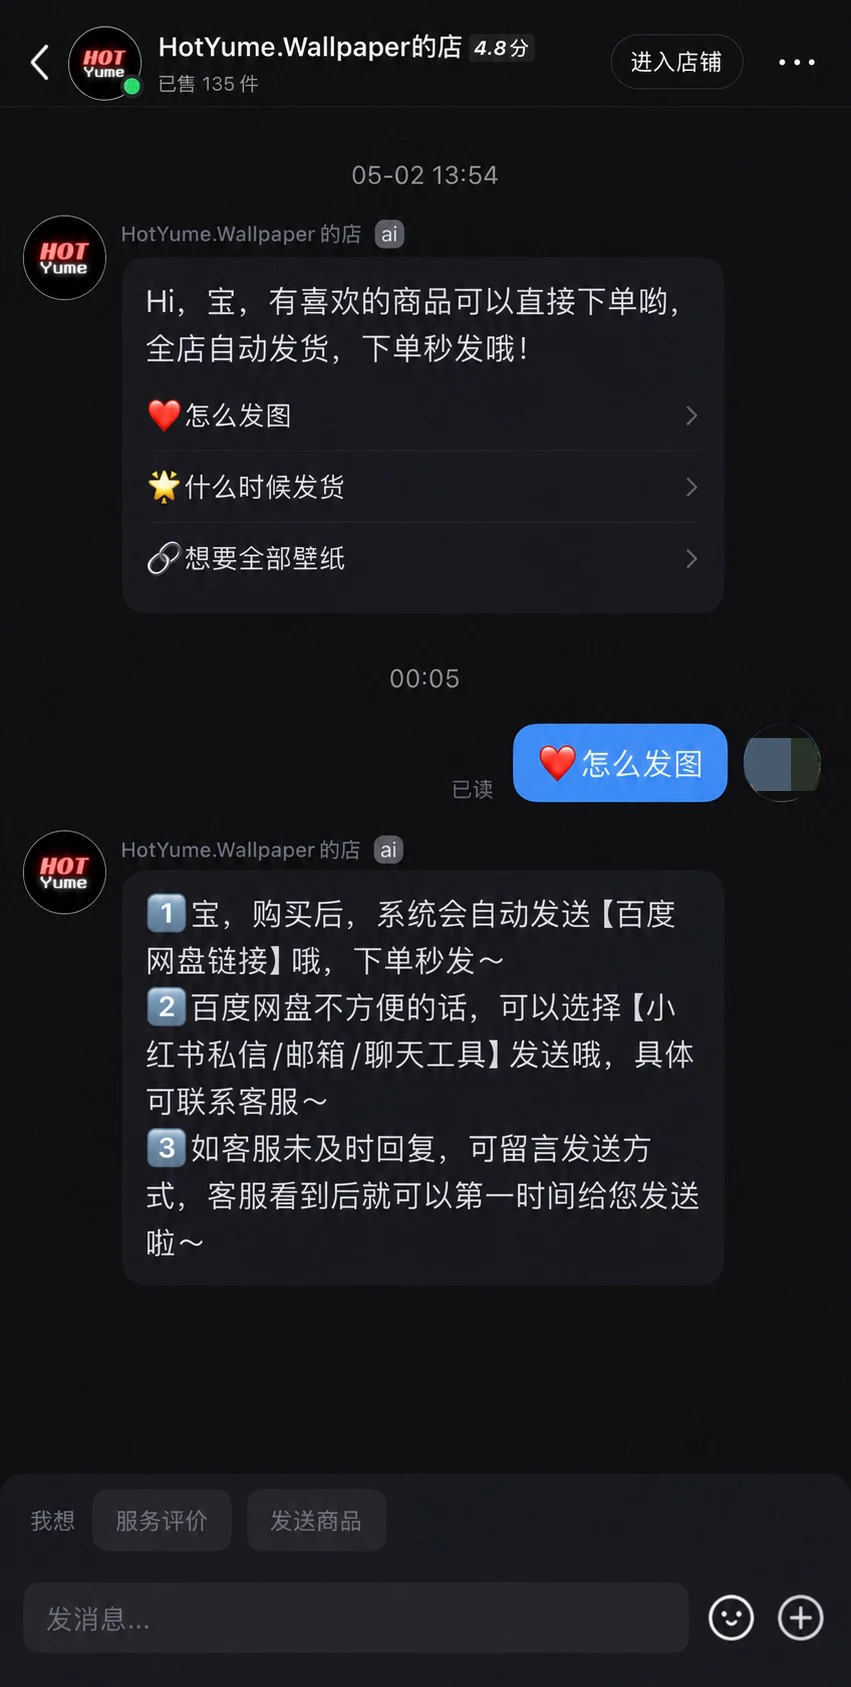 HotYume.Wallpaper的店 4.8分
已售 135 件
进入店铺
HOT
Yume
05-02 13:54
HotYume.Wallpaper 的店 ai
HOT
Yume
Hi，宝，有喜欢的商品可以直接下单哟，
全店自动发货，下单秒发哦！
❤️怎么发图
🌟什么时候发货
🔗想要全部壁纸
00:05
❤️怎么发图
已读
HotYume.Wallpaper 的店 ai
HOT
Yume
1️⃣宝，购买后，系统会自动发送【百度
网盘链接】哦，下单秒发～
2️⃣百度网盘不方便的话，可以选择【小
红书私信/邮箱/聊天工具】发送哦，具体
可联系客服～
3️⃣如客服未及时回复，可留言发送方
式，客服看到后就可以第一时间给您发送
啦～
我想 服务评价 发送商品
发消息...